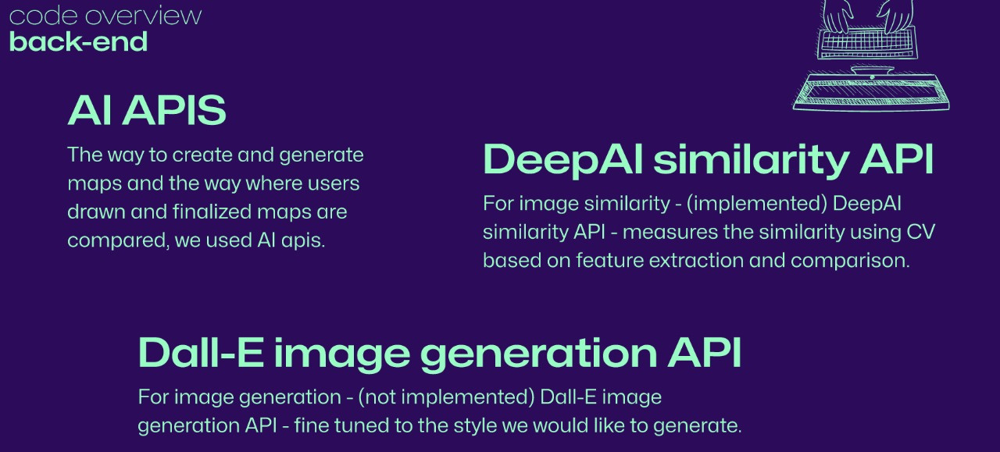 code overview
back-end
AI APIS
The way to create and generate
maps and the way where users
drawn and finalized maps are
compared, we used AI apis.
DeepAI similarity API
For image similarity - (implemented) DeepAI
similarity API - measures the similarity using CV
based on feature extraction and comparison.
Dall-E image generation API
For image generation - (not implemented) Dall-E image
generation API - fine tuned to the style we would like to generate.